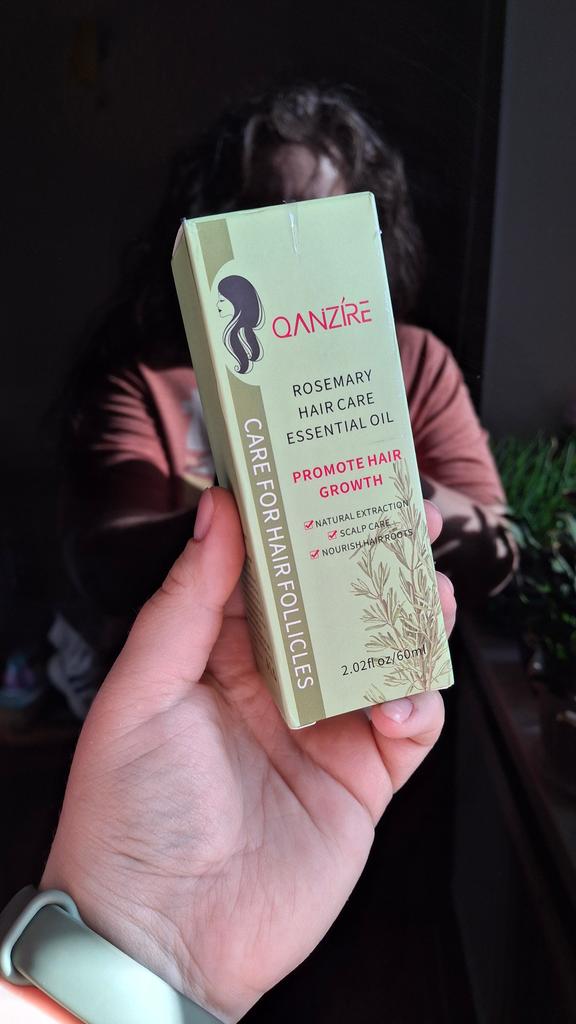 QANZÍRE
ROSEMARY
HAIR CARE
ESSENTIAL OIL
PROMOTE HAIR
GROWTH
NATURAL EXTRACTION
SCALP CARE
NOURISH HAIR ROOTS
2.02fl oz/60ml
CARE FOR HAIR FOLLICLES